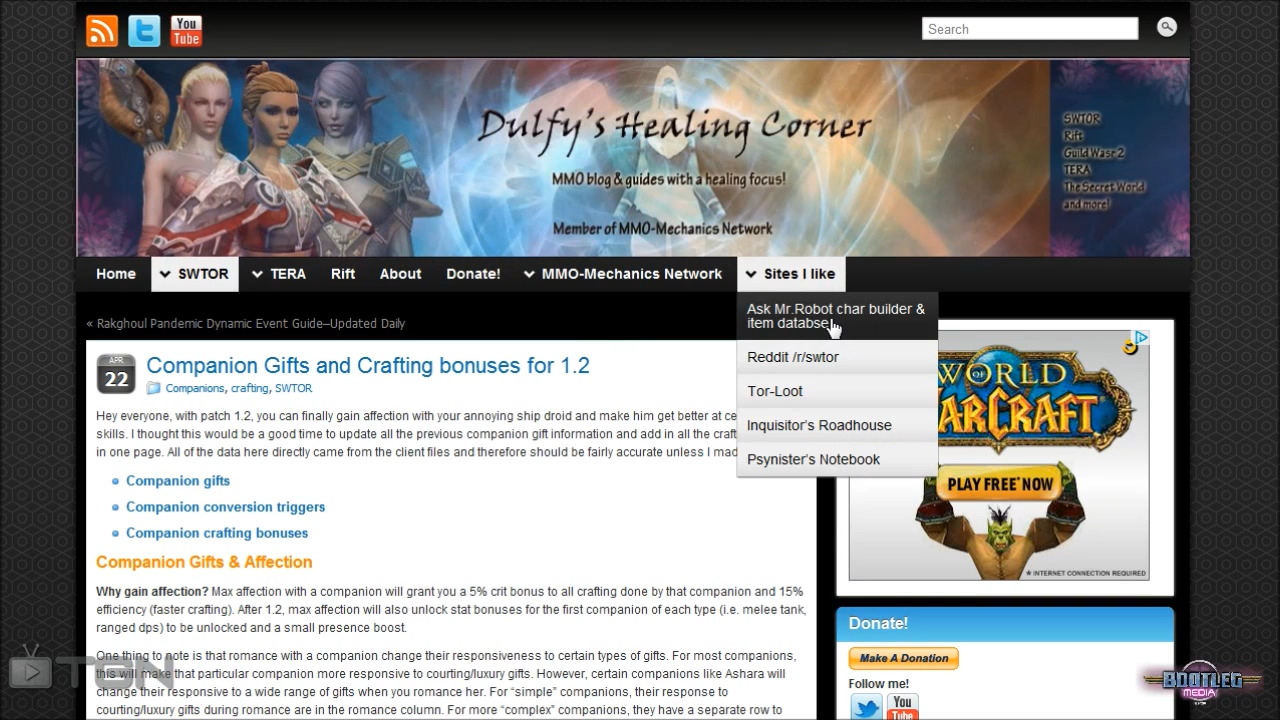 You
Tube
Search
Dulfy's Healing Corner
MMO blog & guides with a healing focus!
Member of MMO-Mechanics Network
SWTOR
Rift
Guild Wasr 2
TERA
The Secret World
and more!
Home
SWTOR
TERA
Rift
About
Donate!
MMO-Mechanics Network
Sites I like
Ask Mr.Robot char builder &
item databse
Reddit /r/swtor
Tor-Loot
Inquisitor's Roadhouse
Psynister's Notebook
« Rakghoul Pandemic Dynamic Event Guide–Updated Daily
APR
22
Companion Gifts and Crafting bonuses for 1.2
Companions, crafting, SWTOR
Hey everyone, with patch 1.2, you can finally gain affection with your annoying ship droid and make him get better at ce
skills. I thought this would be a good time to update all the previous companion gift information and add in all the craft
in one page. All of the data here directly came from the client files and therefore should be fairly accurate unless I mad
Companion gifts
Companion conversion triggers
Companion crafting bonuses
Companion Gifts & Affection
Why gain affection? Max affection with a companion will grant you a 5% crit bonus to all crafting done by that companion and 15%
efficiency (faster crafting). After 1.2, max affection will also unlock stat bonuses for the first companion of each type (i.e. melee tank,
ranged dps) to be unlocked and a small presence boost.
One thing to note is that romance with a companion change their responsiveness to certain types of gifts. For most companions,
this will make that particular companion more responsive to courting/luxury gifts. However, certain companions like Ashara will
change their responsive to a wide range of gifts when you romance her. For “simple” companions, their response to
courting/luxury gifts during romance are in the romance column. For more “complex” companions, they have a separate row to
WORLD
OF
WARCRAFT
PLAY FREE* NOW
* INTERNET CONNECTION REQUIRED
Donate!
Make A Donation
Follow me!
You
Tube
TGN
BOOTLEG
MEDIA